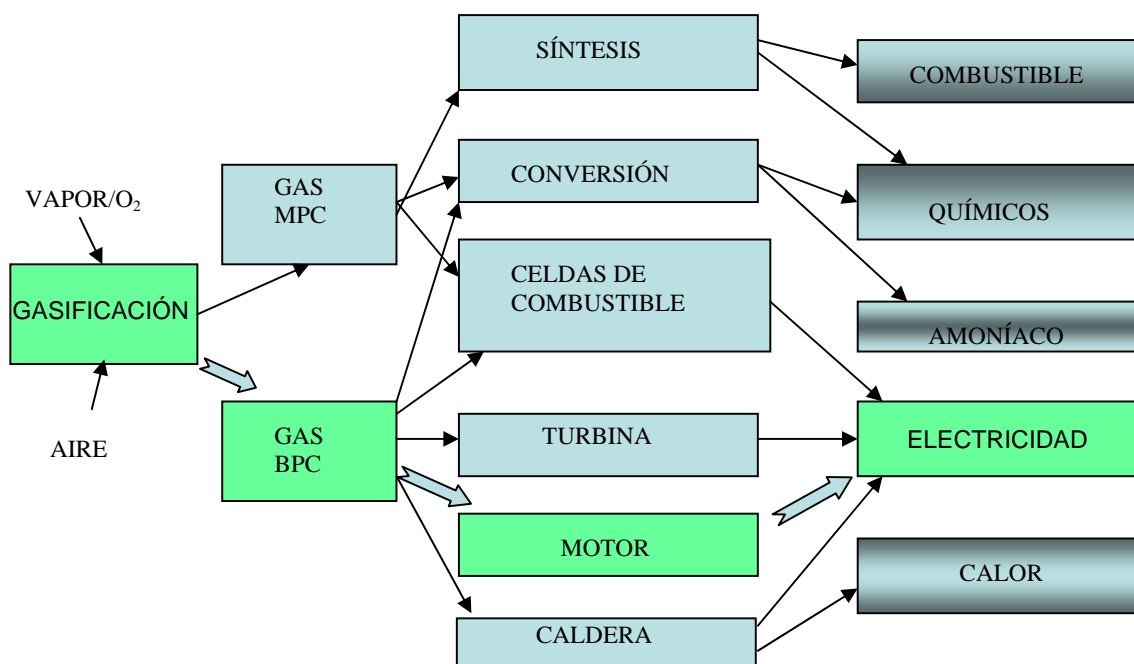 VAPOR/O₂
GASIFICACIÓN
AIRE
GAS
MPC
GAS
BPC
SÍNTESIS
CONVERSIÓN
CELDAS DE
COMBUSTIBLE
TURBINA
MOTOR
CALDERA
COMBUSTIBLE
QUÍMICOS
AMONÍACO
ELECTRICIDAD
CALOR